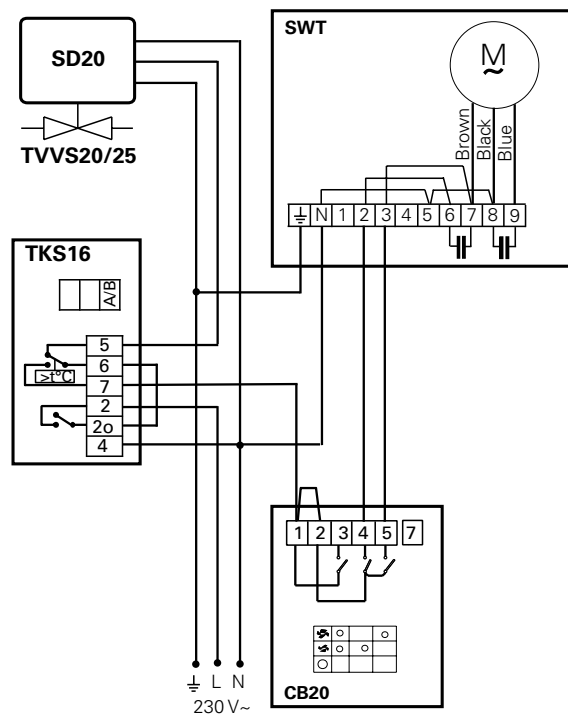 SD20
TVVS20/25
SWT
M
~
Brown
Black
Blue
N 1 2 3 4 5 6 7 8 9
TKS16
A/B
5
6
>t°C
7
2
2o
4
1 2 3 4 5 7
CB20
L N
230 V~